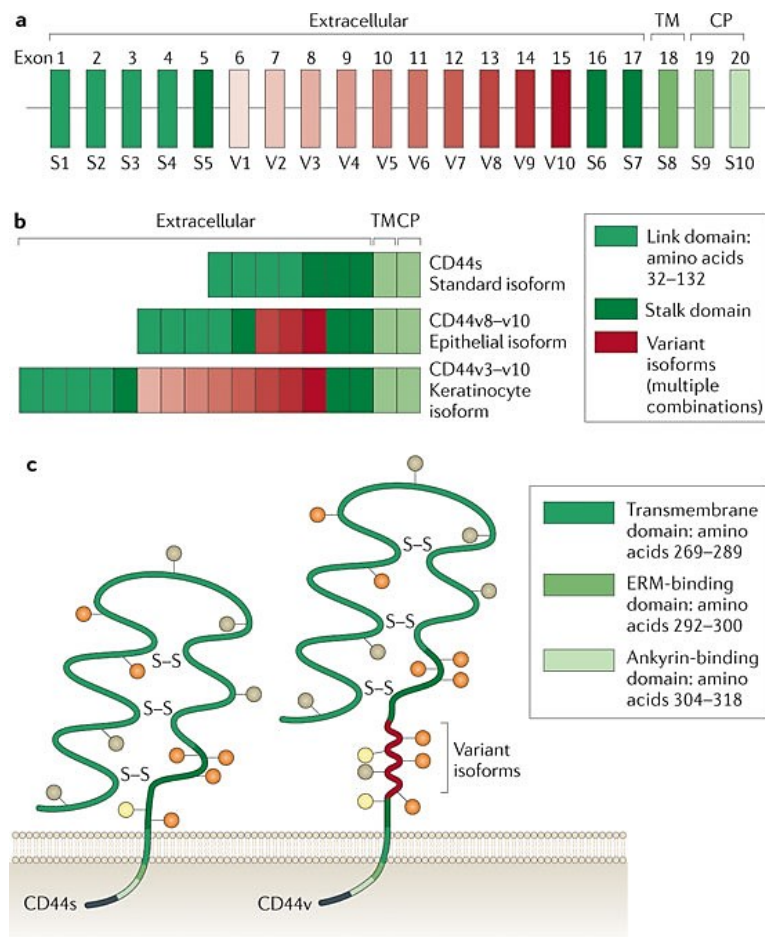 a
Extracellular
TM
CP
Exon 1 2 3 4 5 6 7 8 9 10 11 12 13 14 15 16 17 18 19 20
S1 S2 S3 S4 S5 V1 V2 V3 V4 V5 V6 V7 V8 V9 V10 S6 S7 S8 S9 S10
b
Extracellular
TM CP
CD44s
Standard isoform
CD44v8–v10
Epithelial isoform
CD44v3–v10
Keratinocyte
isoform
Link domain:
amino acids
32–132
Stalk domain
Variant
isoforms
(multiple
combinations)
c
S–S
S–S
S–S
CD44s
S–S
S–S
S–S
Variant
isoforms
CD44v
Transmembrane
domain: amino
acids 269–289
ERM-binding
domain: amino
acids 292–300
Ankyrin-binding
domain: amino
acids 304–318